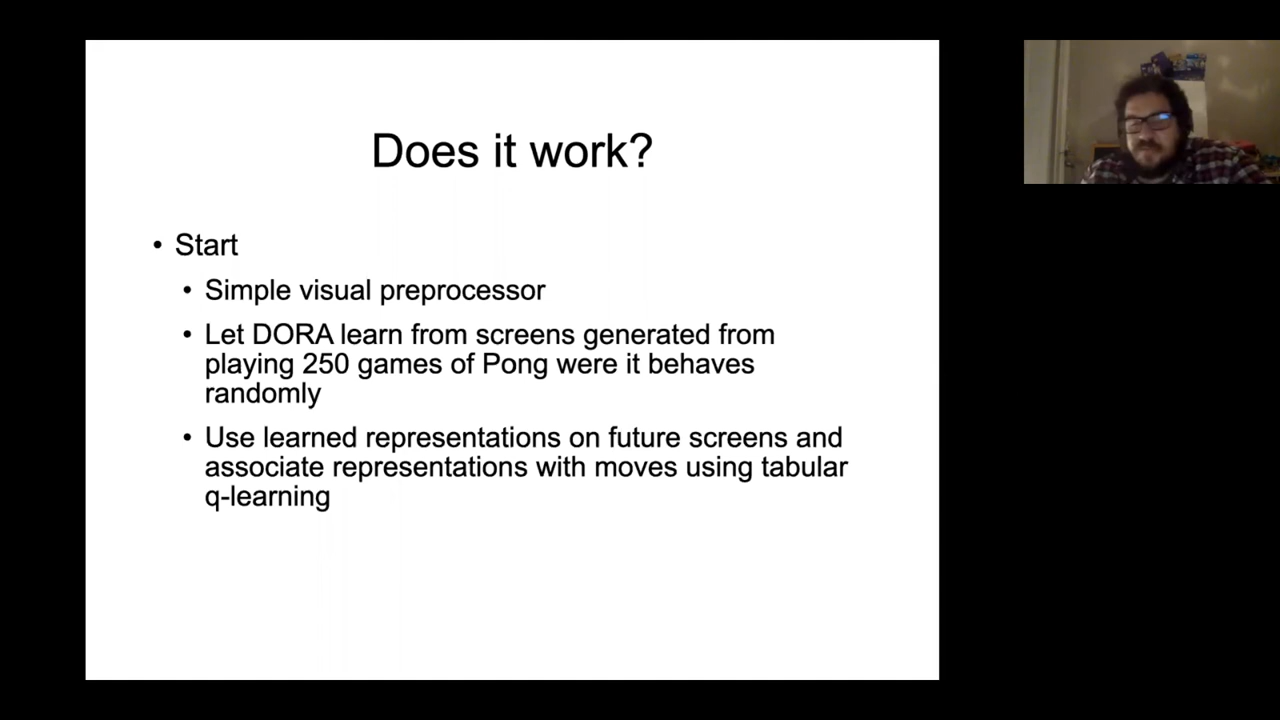 Does it work?
• Start
• Simple visual preprocessor
• Let DORA learn from screens generated from
playing 250 games of Pong were it behaves
randomly
• Use learned representations on future screens and
associate representations with moves using tabular
q-learning